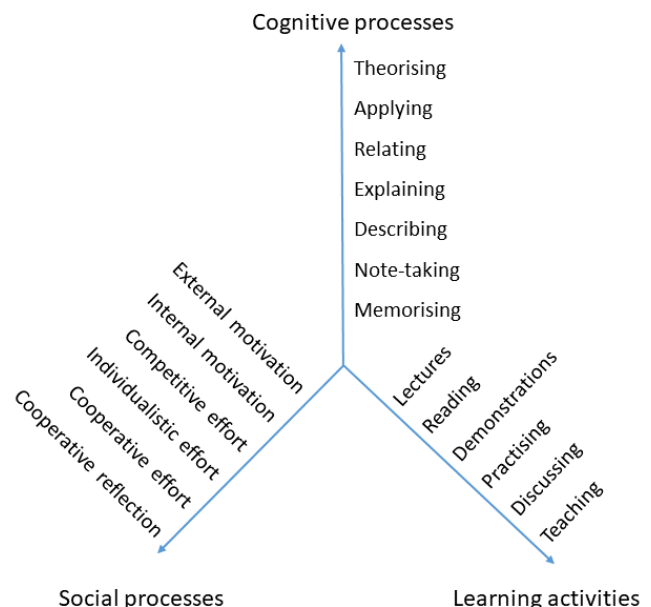 Cognitive processes
Theorising
Applying
Relating
Explaining
Describing
Note-taking
Memorising
External motivation
Internal motivation
Competitive effort
Individualistic effort
Cooperative effort
Cooperative reflection
Lectures
Reading
Demonstrations
Practising
Discussing
Teaching
Social processes
Learning activities